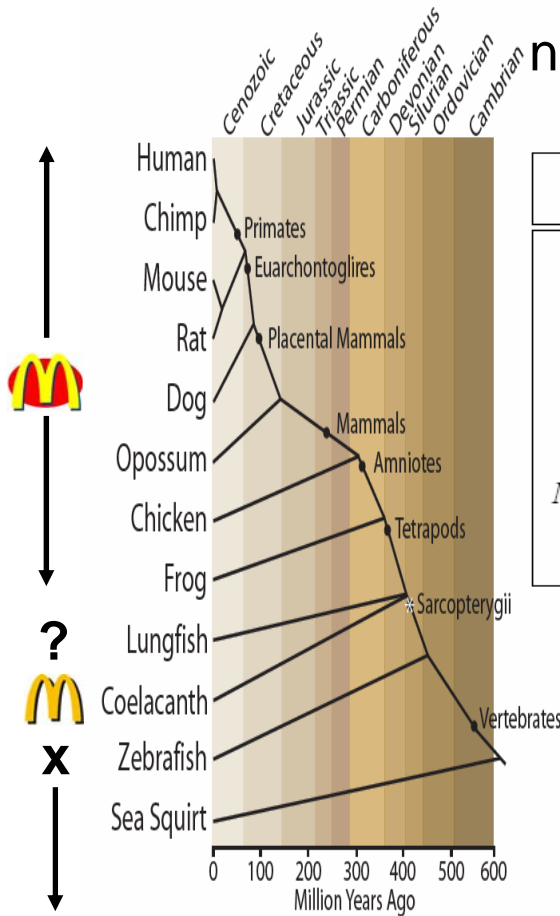 Cenozoic
Cretaceous
Jurassic
Triassic
Permian
Carboniferous
Devonian
Silurian
Ordovician
Cambrian
n
Human
Chimp
Primates
Euarchontoglires
Mouse
Rat
Placental Mammals
Dog
Mammals
Opossum
Amniotes
Chicken
Tetrapods
Frog
* Sarcopterygii
?
Lungfish
Coelacanth
Vertebrates
x
Zebrafish
Sea Squirt
0 100 200 300 400 500 600
Million Years Ago